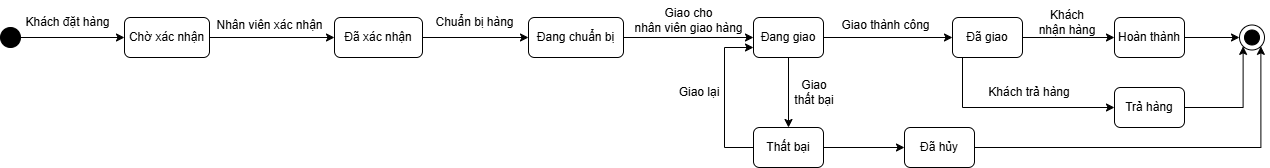 Khách đặt hàng
Chờ xác nhận
Nhân viên xác nhận
Đã xác nhận
Chuẩn bị hàng
Đang chuẩn bị
Giao cho
nhân viên giao hàng
Đang giao
Giao thành công
Đã giao
Khách
nhận hàng
Hoàn thành
Giao lại
Giao
thất bại
Khách trả hàng
Trả hàng
Thất bại
Đã hủy